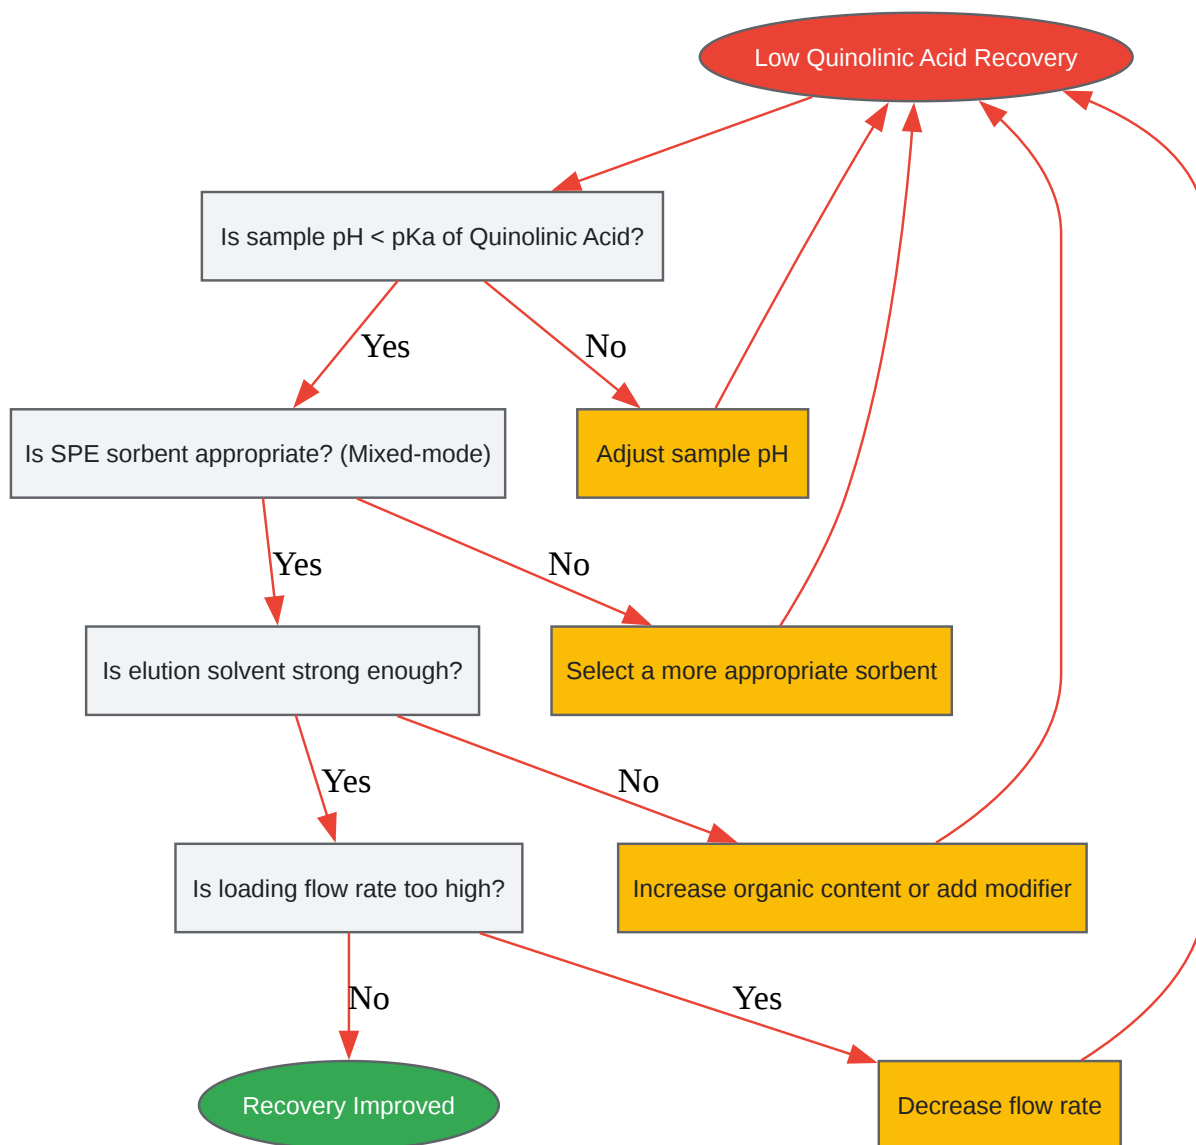 Low Quinolinic Acid Recovery
Is sample pH < pKa of Quinolinic Acid?
Yes
No
Is SPE sorbent appropriate? (Mixed-mode)
Adjust sample pH
Yes
No
Is elution solvent strong enough?
Select a more appropriate sorbent
Yes
No
Is loading flow rate too high?
Increase organic content or add modifier
No
Yes
Recovery Improved
Decrease flow rate